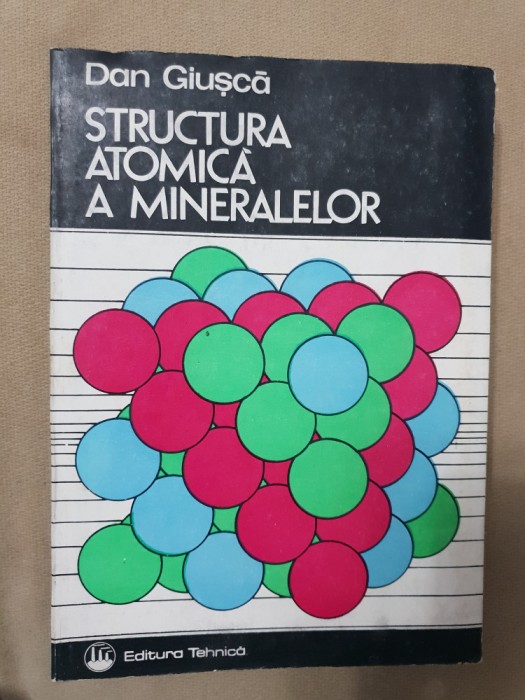 Dan Giușcă
STRUCTURA
ATOMICĂ
A MINERALELOR
Editura Tehnică